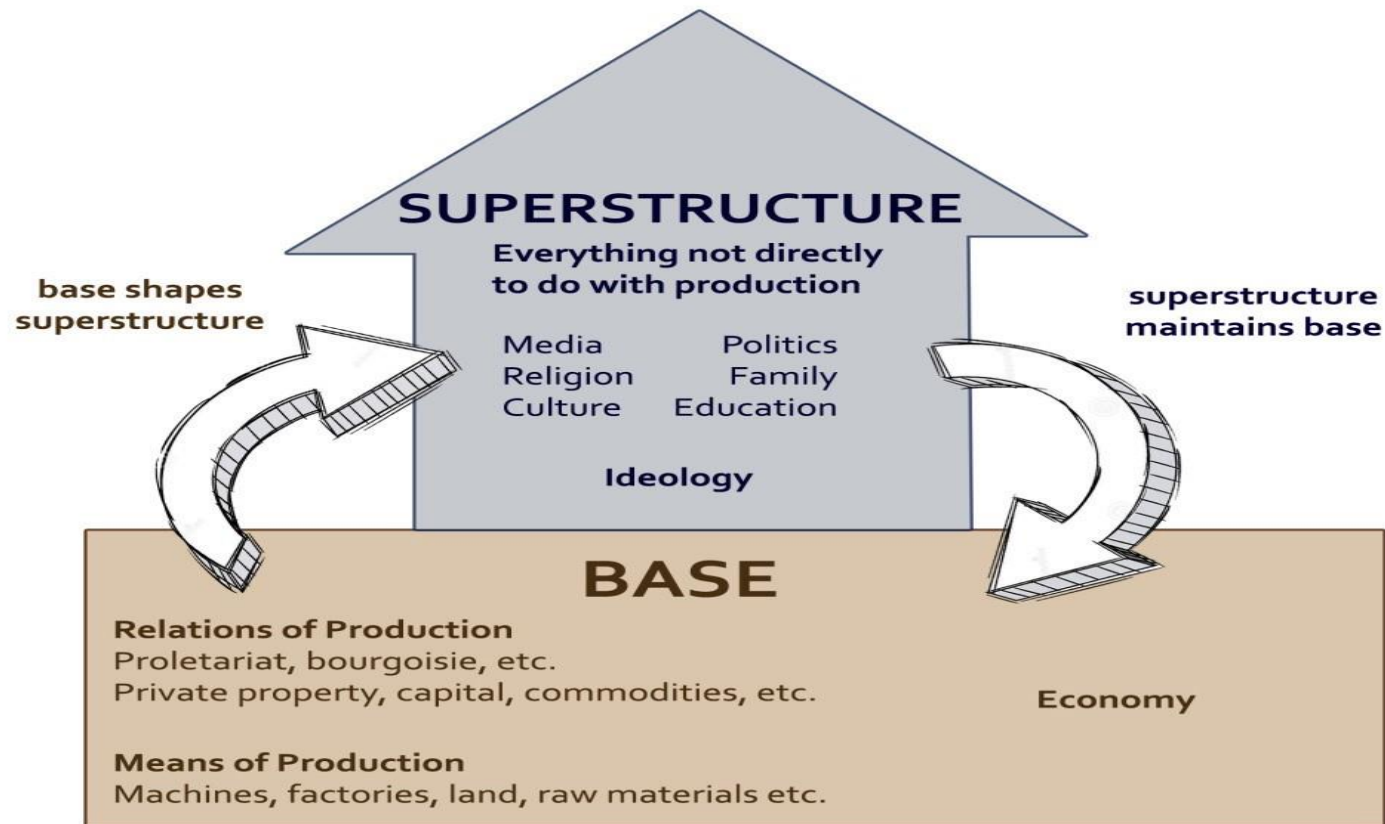 SUPERSTRUCTURE
Everything not directly
to do with production
base shapes
superstructure
superstructure
maintains base
Media Politics
Religion Family
Culture Education
Ideology
BASE
Relations of Production
Proletariat, bourgoisie, etc.
Private property, capital, commodities, etc.
Economy
Means of Production
Machines, factories, land, raw materials etc.